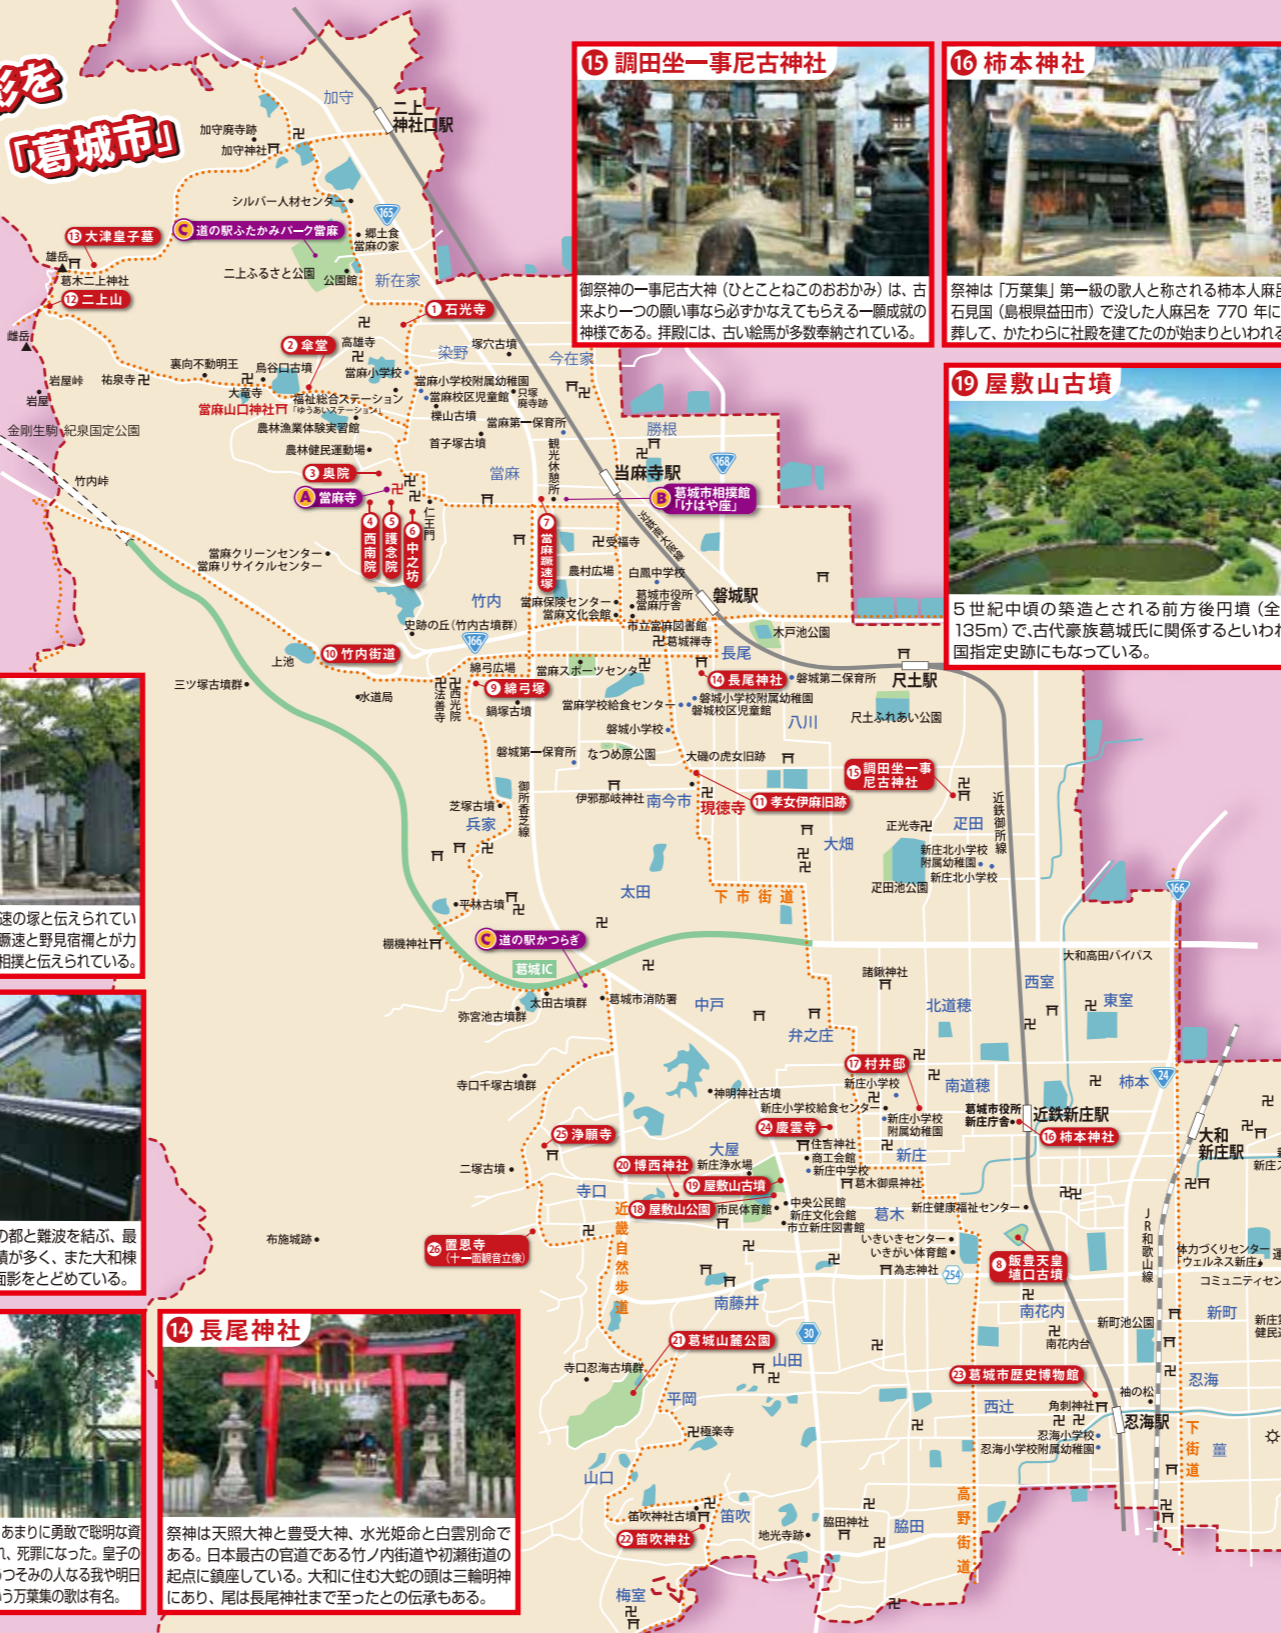 影を
「葛城市」
加守
二上
神社口駅
加守廃寺跡
加守神社
シルバー人材センター
165
13 大津皇子墓
C 道の駅ふたかみパーク當麻
郷土食
當麻の家
雄岳
葛木二上神社
二上ふるさと公園
公園館
新在家
12 二上山
1 石光寺
雌岳
2 傘堂
高雄寺
染野
塚穴古墳
今在家
岩屋峠
祐泉寺
裏向不動明王
鳥谷口古墳
當麻小学校
大竜寺
岩屋
當麻山口神社
福祉総合ステーション
「ゆうあいステーション」
當麻小学校附属幼稚園
當麻校区児童館
只塚
廃寺跡
櫟山古墳
當麻第一保育所
金剛生駒 紀泉国定公園
農林漁業体験実習館
首子塚古墳
勝根
農林健民運動場
観光休憩所
當麻
当麻寺駅
168
竹内峠
3 奥院
A 當麻寺
B 葛城市相撲館
「けはや座」
仁王門
4 西南院
5 護念院
6 中之坊
7 當麻蹶速塚
近鉄南大阪線
當麻クリーンセンター
當麻リサイクルセンター
受福寺
農村広場
白鳳中学校
竹内
當麻保険センター
當麻文化会館
葛城市役所
當麻庁舎
磐城駅
史跡の丘(竹内古墳群)
市立當麻図書館
166
葛城禅寺
木戸池公園
上池
10 竹内街道
長尾
綿弓広場
當麻スポーツセンター
14 長尾神社
磐城第二保育所
尺土駅
三ツ塚古墳群
水道局
法善寺
西光院
9 綿弓塚
鍋塚古墳
當麻学校給食センター
磐城小学校附属幼稚園
磐城校区児童館
八川
尺土ふれあい公園
磐城小学校
磐城第一保育所
なつめ原公園
大磯の虎女旧跡
15 調田坐一事
尼古神社
芝塚古墳
御所香芝線
伊邪那岐神社
南今市
現徳寺
11 孝女伊麻旧跡
近鉄御所線
兵家
正光寺
疋田
大畑
新庄北小学校
附属幼稚園
新庄北小学校
疋田池公園
太田
下市街道
166
平林古墳
棚機神社
C 道の駅かつらぎ
葛城IC
大和高田バイパス
諸鍬神社
西室
太田古墳群
葛城市消防署
弥宮池古墳群
中戸
北道穂
東室
弁之庄
17 村井邸
寺口千塚古墳群
神明神社古墳
新庄小学校
南道穂
柿本
24
新庄小学校給食センター
新庄小学校
附属幼稚園
葛城市役所
新庄庁舎
近鉄新庄駅
24 慶雲寺
16 柿本神社
25 浄願寺
大屋
住吉神社
商工会館
新庄中学校
新庄
大和
新庄駅
二塚古墳
20 博西神社
新庄浄水場
19 屋敷山古墳
葛木御県神社
寺口
18 屋敷山公園
市民体育館
中央公民館
新庄文化会館
市立新庄図書館
葛木
新庄健康福祉センター
布施城跡
26 置恩寺
(十一面観音立像)
近畿自然歩道
いきいきセンター
いきがい体育館
8 飯豊天皇
埴口古墳
JR和歌山線
体力づくりセンター
ウェルネス新庄
コミュニティセン
為志神社
254
南花内
南藤井
新町池公園
新町
南花内台
30
21 葛城山麓公園
山田
寺口忍海古墳群
23 葛城市歴史博物館
平岡
袖の松
忍海
西辻
角刺神社
忍海駅
極楽寺
忍海小学校
忍海小学校附属幼稚園
下街道
薑
山口
高野街道
笛吹神社古墳
笛吹
脇田神社
地光寺跡
脇田
22 笛吹神社
梅室
15 調田坐一事尼古神社
御祭神の一事尼古大神(ひとことねこのおおかみ)は、古
来より一つの願い事なら必ずかなえてもらえる一願成就の
神様である。拝殿には、古い絵馬が多数奉納されている。
16 柿本神社
祭神は「万葉集」第一級の歌人と称される柿本人麻呂
石見国(島根県益田市)で没した人麻呂を 770 年に
葬して、かたわらに社殿を建てたのが始まりといわれる
19 屋敷山古墳
5世紀中頃の築造とされる前方後円墳(全
135m)で、古代豪族葛城氏に関係するといわれ
国指定史跡にもなっている。
速の塚と伝えられてい
蹶速と野見宿禰とが力
相撲と伝えられている。
の都と難波を結ぶ、最
墳が多く、また大和棟
面影をとどめている。
あまりに勇敢で聡明な資
れ、死罪になった。皇子の
うつそみの人なる我や明日
いう万葉集の歌は有名。
14 長尾神社
祭神は天照大神と豊受大神、水光姫命と白雲別命で
ある。日本最古の官道である竹ノ内街道や初瀬街道の
起点に鎮座している。大和に住む大蛇の頭は三輪明神
にあり、尾は長尾神社まで至ったとの伝承もある。